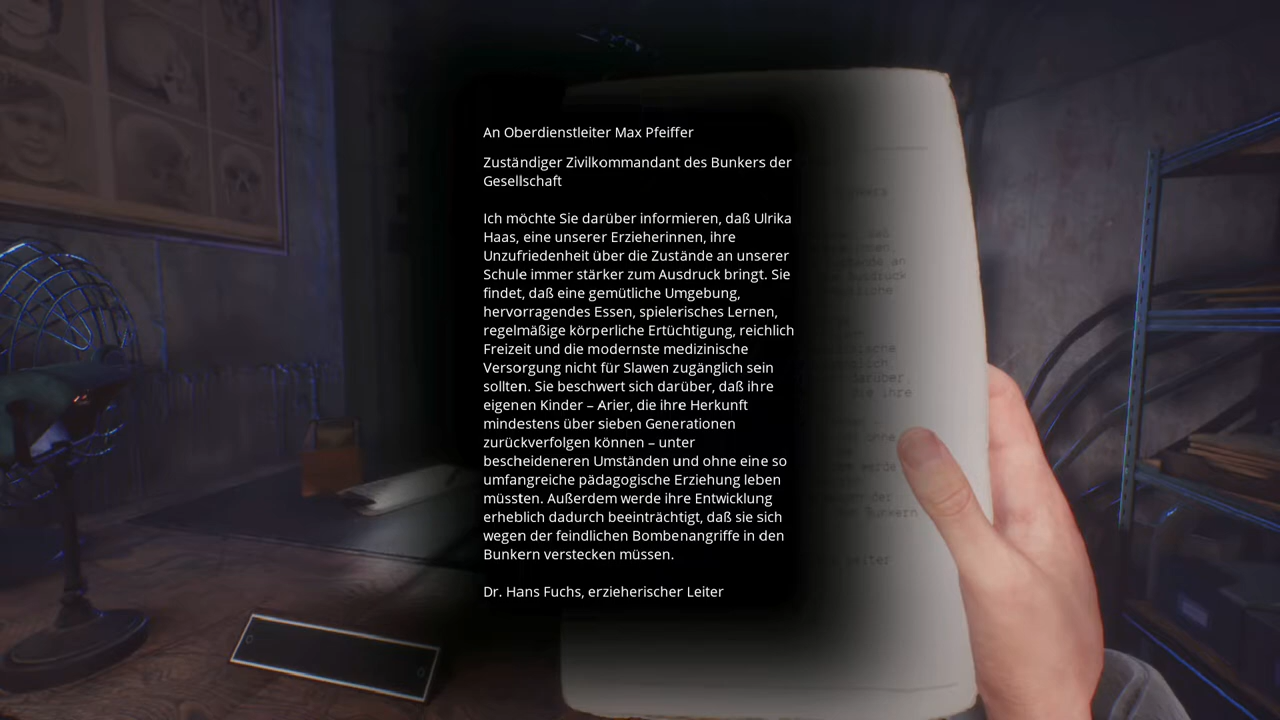 An Oberdienstleiter Max Pfeiffer
Zuständiger Zivilkommandant des Bunkers der
Gesellschaft
Ich möchte Sie darüber informieren, daß Ulrika
Haas, eine unserer Erzieherinnen, ihre
Unzufriedenheit über die Zustände an unserer
Schule immer stärker zum Ausdruck bringt. Sie
findet, daß eine gemütliche Umgebung,
hervorragendes Essen, spielerisches Lernen,
regelmäßige körperliche Ertüchtigung, reichlich
Freizeit und die modernste medizinische
Versorgung nicht für Slawen zugänglich sein
sollten. Sie beschwert sich darüber, daß ihre
eigenen Kinder – Arier, die ihre Herkunft
mindestens über sieben Generationen
zurückverfolgen können – unter
bescheideneren Umständen und ohne eine so
umfangreiche pädagogische Erziehung leben
müssten. Außerdem werde ihre Entwicklung
erheblich dadurch beeinträchtigt, daß sie sich
wegen der feindlichen Bombenangriffe in den
Bunkern verstecken müssen.
Dr. Hans Fuchs, erzieherischer Leiter